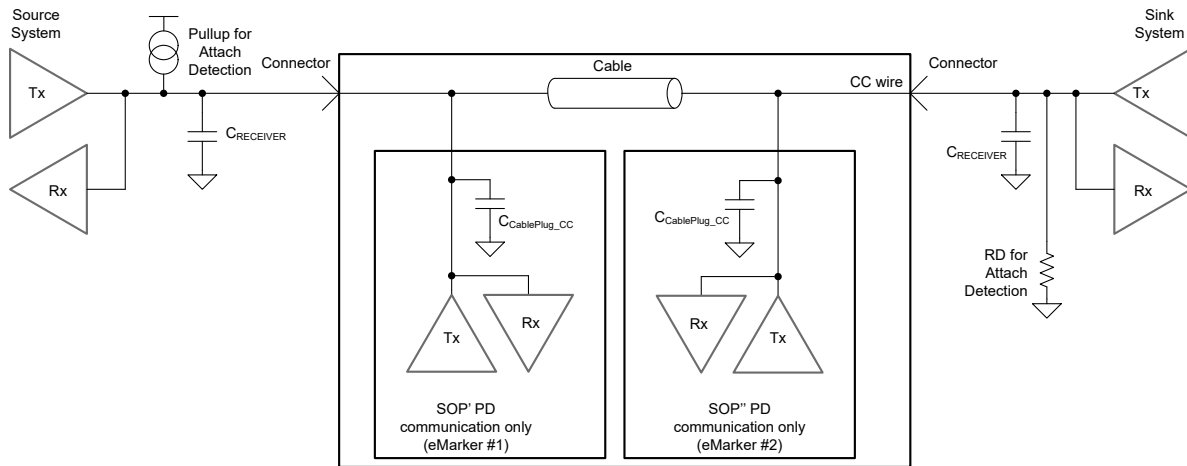 Source
System
Pullup for
Attach
Detection
Tx
Rx
CRECEIVER
Connector
Cable
CC wire
Connector
CCablePlug_CC
Tx
Rx
SOP' PD
communication only
(eMarker #1)
CCablePlug_CC
Rx
Tx
SOP'' PD
communication only
(eMarker #2)
Sink
System
Tx
CRECEIVER
Rx
RD for
Attach
Detection